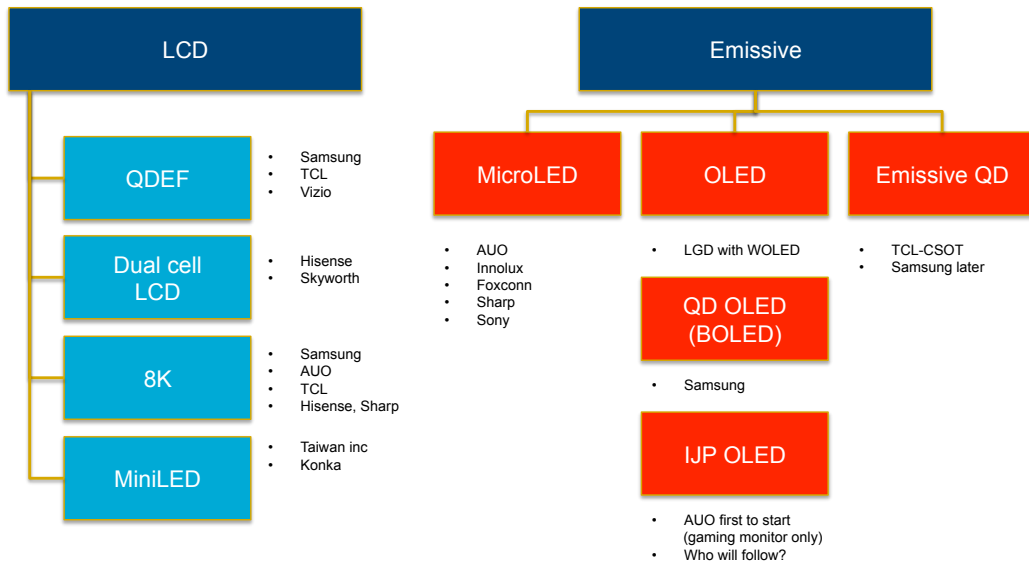 LCD
QDEF
• Samsung
• TCL
• Vizio
Dual cell
LCD
• Hisense
• Skyworth
8K
• Samsung
• AUO
• TCL
• Hisense, Sharp
MiniLED
• Taiwan inc
• Konka
Emissive
MicroLED
• AUO
• Innolux
• Foxconn
• Sharp
• Sony
OLED
• LGD with WOLED
QD OLED
(BOLED)
• Samsung
IJP OLED
• AUO first to start
(gaming monitor only)
• Who will follow?
Emissive QD
• TCL-CSOT
• Samsung later